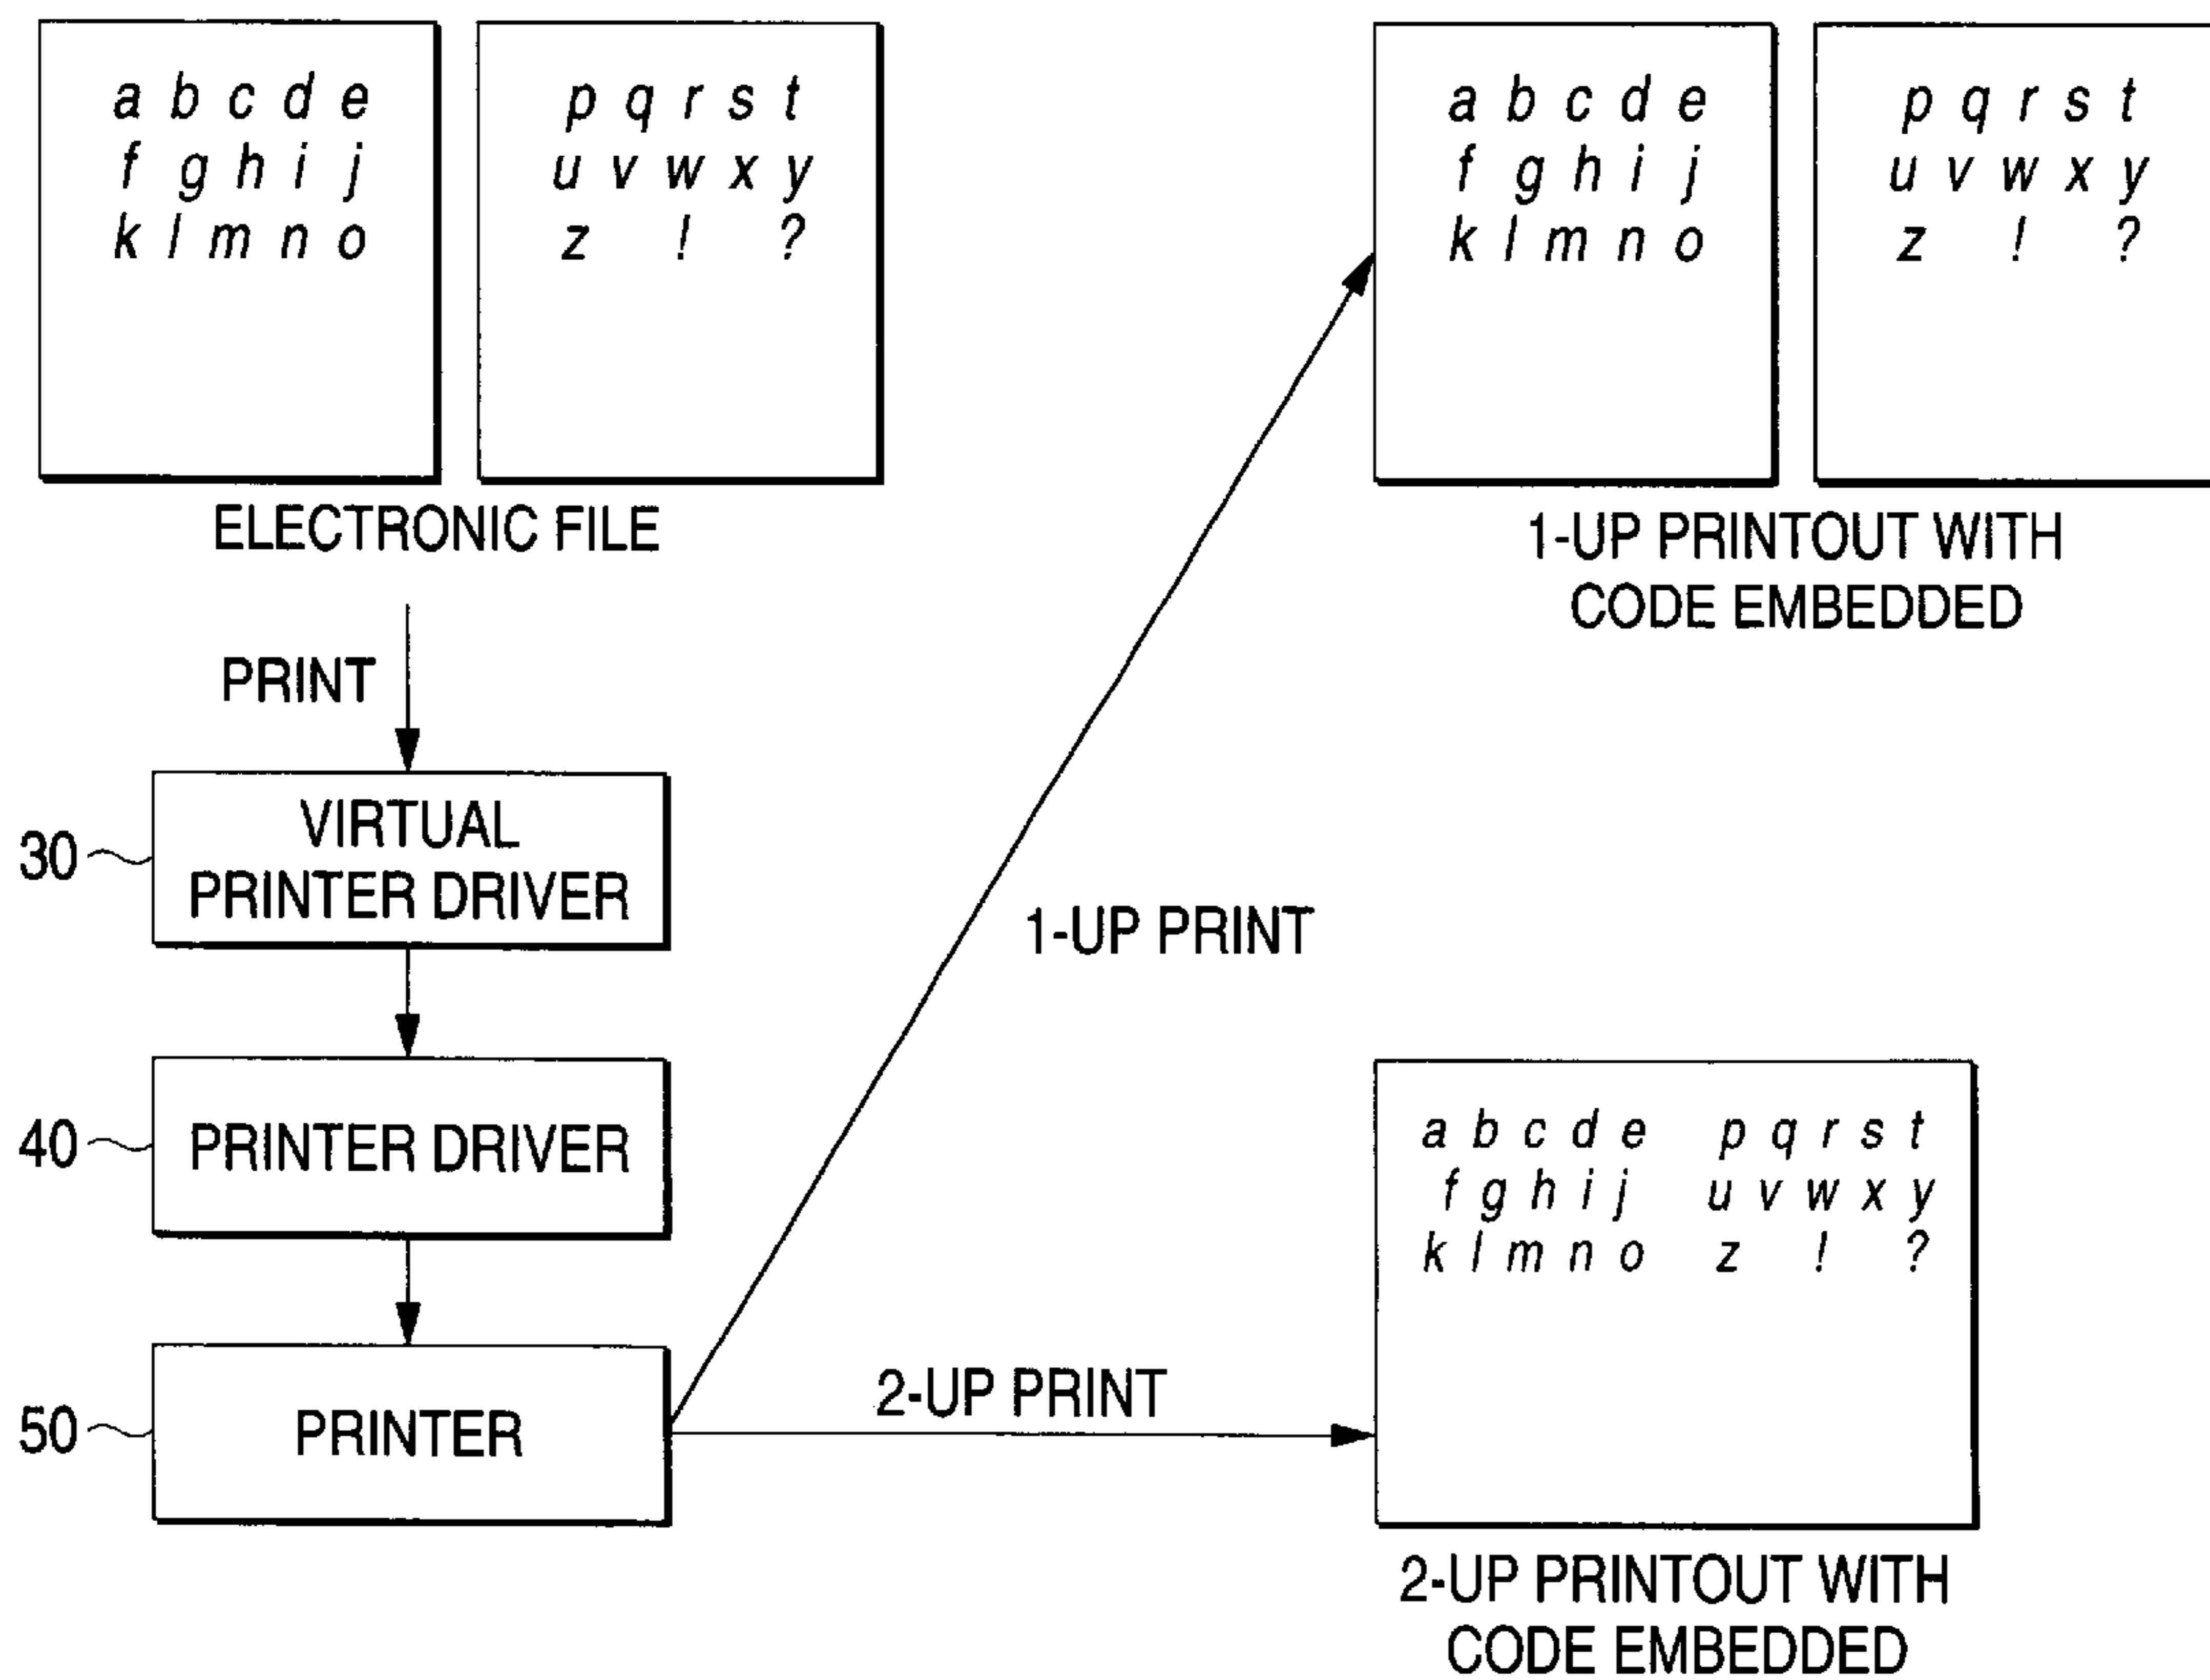 a b c d e
f g h i j
k l m n o
p q r s t
u v w x y
z ! ?
ELECTRONIC FILE
PRINT
30
VIRTUAL
PRINTER DRIVER
40
PRINTER DRIVER
50
PRINTER
1-UP PRINT
2-UP PRINT
a b c d e
f g h i j
k l m n o
p q r s t
u v w x y
z ! ?
1-UP PRINTOUT WITH
CODE EMBEDDED
a b c d e p q r s t
f g h i j u v w x y
k l m n o z ! ?
2-UP PRINTOUT WITH
CODE EMBEDDED